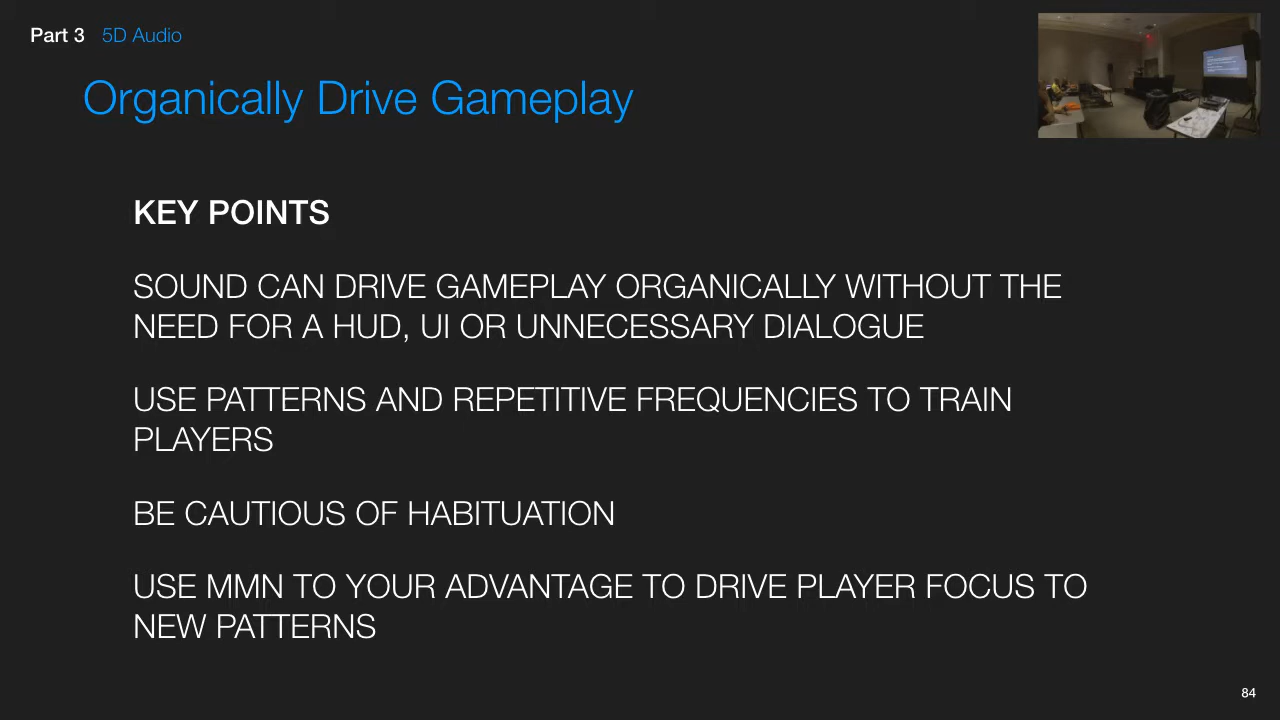 Part 3 5D Audio
Organically Drive Gameplay
KEY POINTS
SOUND CAN DRIVE GAMEPLAY ORGANICALLY WITHOUT THE
NEED FOR A HUD, UI OR UNNECESSARY DIALOGUE
USE PATTERNS AND REPETITIVE FREQUENCIES TO TRAIN
PLAYERS
BE CAUTIOUS OF HABITUATION
USE MMN TO YOUR ADVANTAGE TO DRIVE PLAYER FOCUS TO
NEW PATTERNS
84